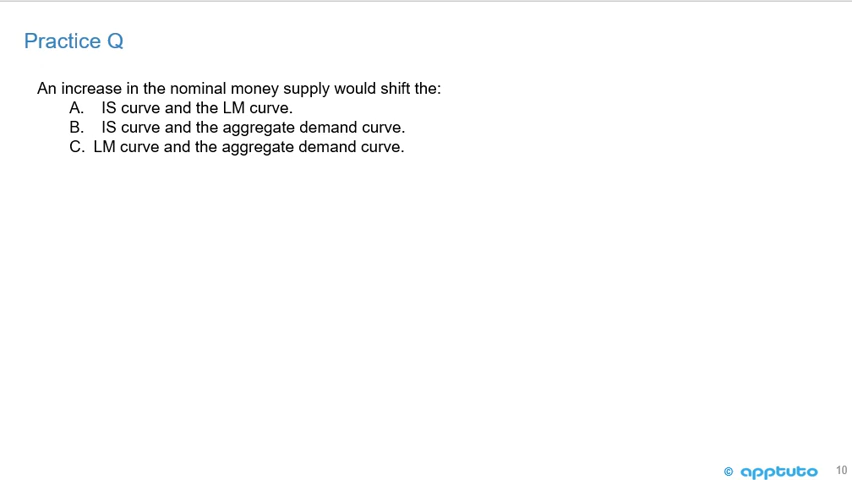 Practice Q
An increase in the nominal money supply would shift the:
A. IS curve and the LM curve.
B. IS curve and the aggregate demand curve.
C. LM curve and the aggregate demand curve.
© apptuto 10